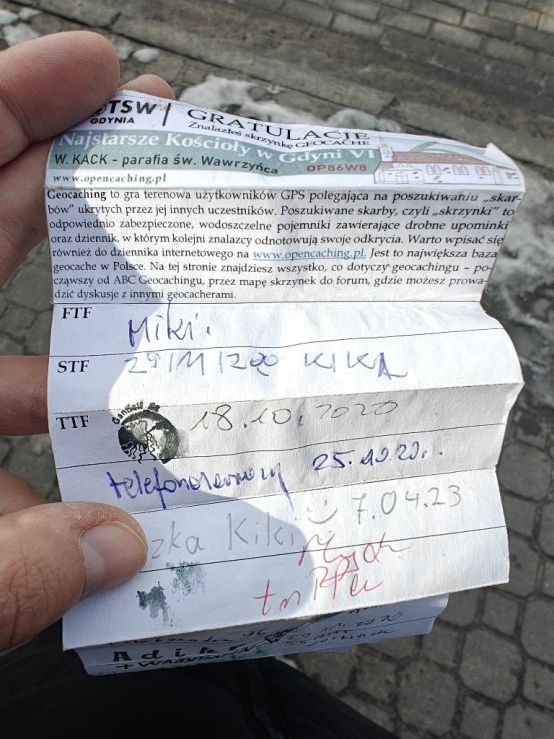 OTSW GRATULACJE
GDYNIA Znalazłeś skrzynkę GEOCACHE
Najstarsze Kościoły w Gdyni VI
W. KACK - parafia św. Wawrzyńca OP86W8
www.opencaching.pl
Geocaching to gra terenowa użytkowników GPS polegająca na poszukiwaniu „skar-
bów” ukrytych przez jej innych uczestników. Poszukiwane skarby, czyli „skrzynki” to
odpowiednio zabezpieczone, wodoszczelne pojemniki zawierające drobne upominki
oraz dziennik, w którym kolejni znalazcy odnotowują swoje odkrycia. Warto wpisać się
również do dziennika internetowego na www.opencaching.pl. Jest to największa baza
geocache w Polsce. Na tej stronie znajdziesz wszystko, co dotyczy geocachingu – po-
cząwszy od ABC Geocachingu, przez mapę skrzynek do forum, gdzie możesz prowa-
dzić dyskusje z innymi geocacherami.
FTF Miki.
STF KIKA
TTF 18.10.2020
25.10.20
zka Kiki 7.04.23
Adik